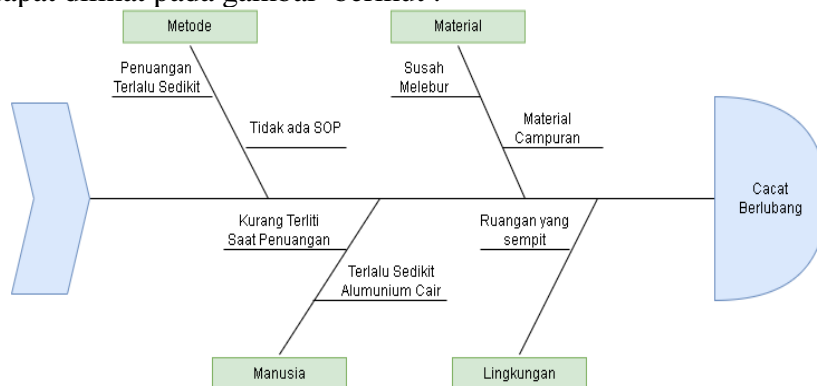 dapat dilihat pada gambar berikut :
Metode
Material
Penuangan
Terlalu Sedikit
Susah
Melebur
Tidak ada SOP
Material
Campuran
Cacat
Berlubang
Kurang Terliti
Saat Penuangan
Ruangan yang
sempit
Terlalu Sedikit
Alumunium Cair
Manusia
Lingkungan